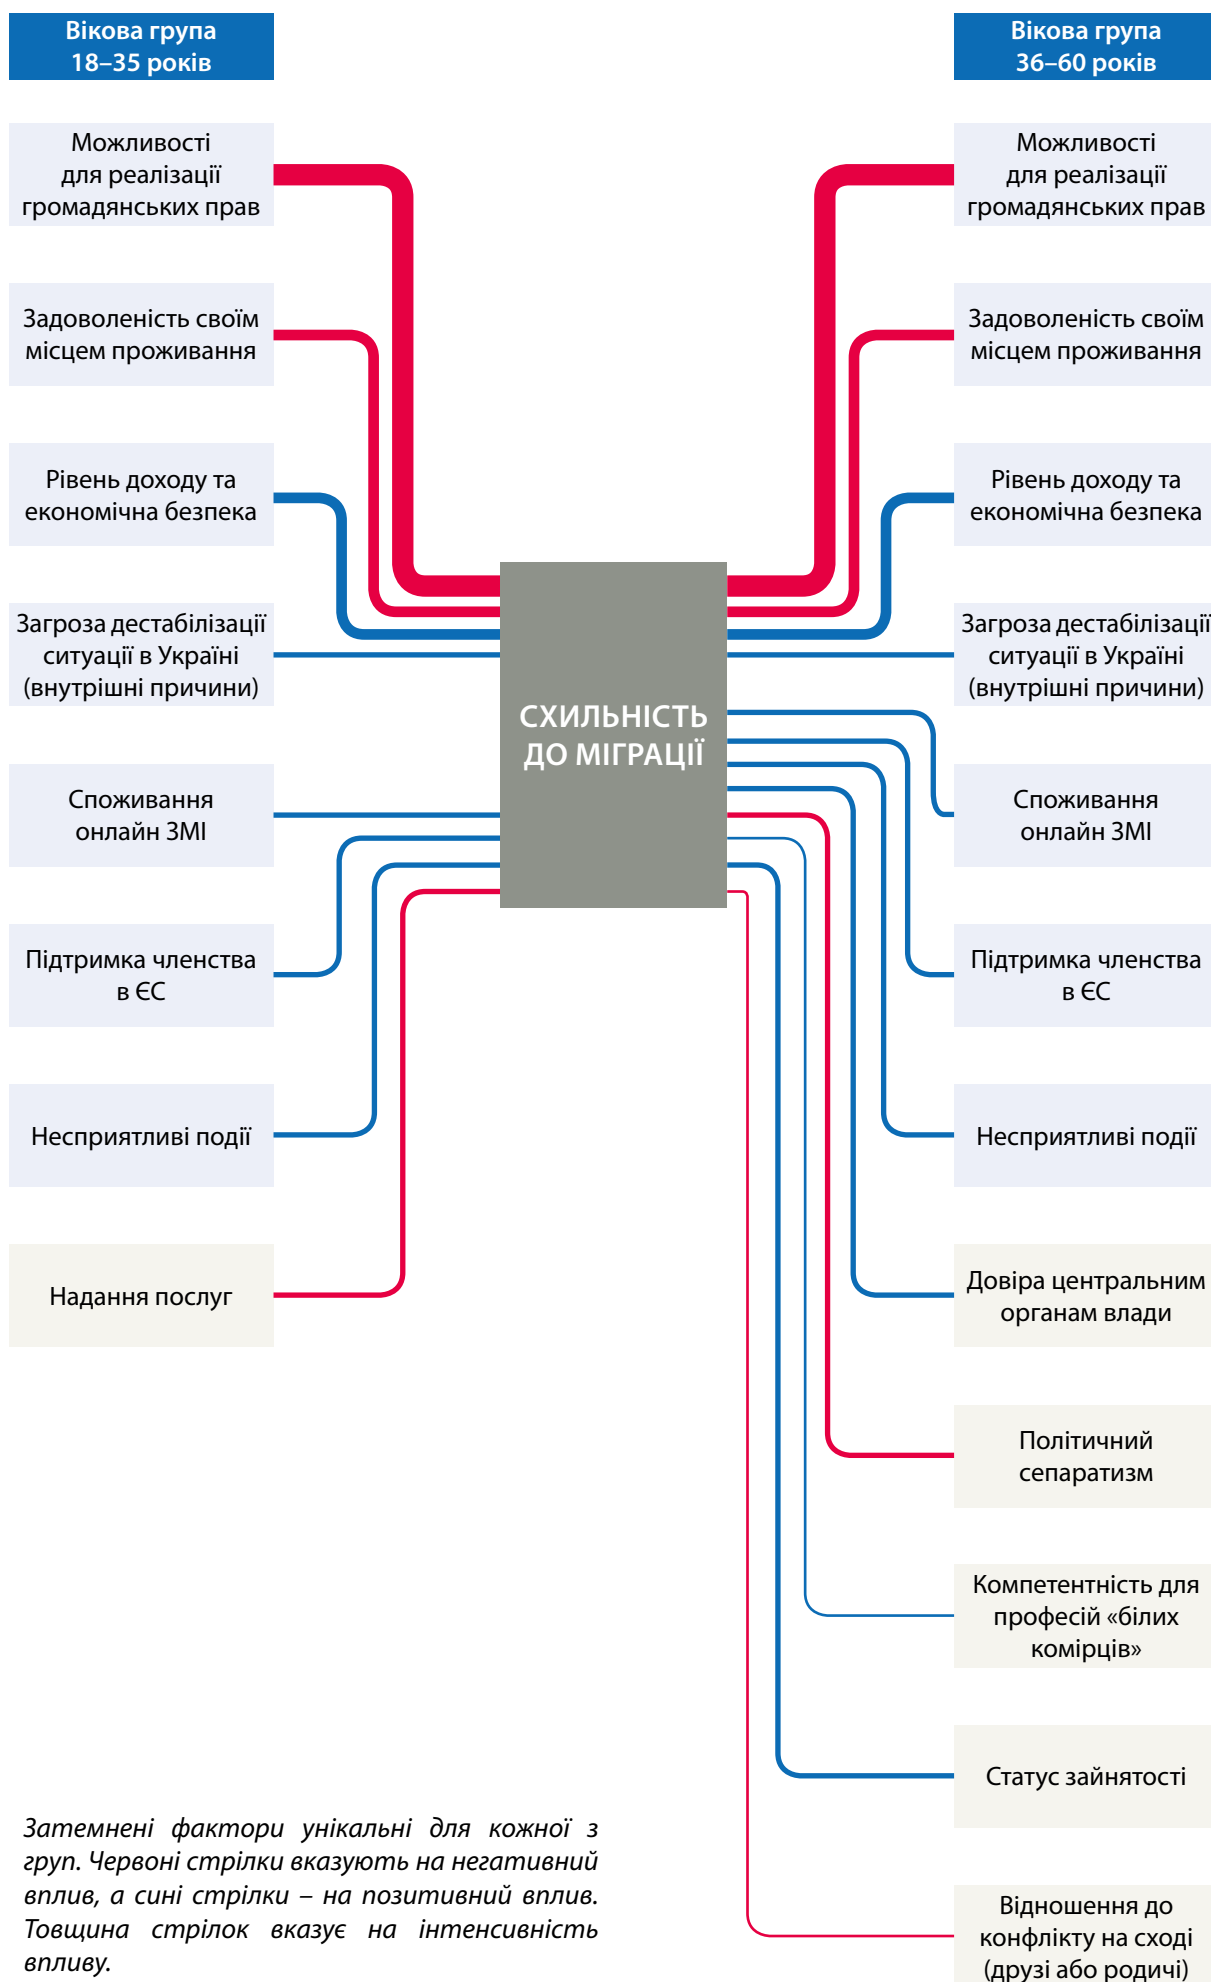 Вікова група
18–35 років
Можливості
для реалізації
громадянських прав
Задоволеність своїм
місцем проживання
Рівень доходу та
економічна безпека
Загроза дестабілізації
ситуації в Україні
(внутрішні причини)
Споживання
онлайн ЗМІ
Підтримка членства
в ЄС
Несприятливі події
Надання послуг
СХИЛЬНІСТЬ
ДО МІГРАЦІЇ
Вікова група
36–60 років
Можливості
для реалізації
громадянських прав
Задоволеність своїм
місцем проживання
Рівень доходу та
економічна безпека
Загроза дестабілізації
ситуації в Україні
(внутрішні причини)
Споживання
онлайн ЗМІ
Підтримка членства
в ЄС
Несприятливі події
Довіра центральним
органам влади
Політичний
сепаратизм
Компетентність для
професій «білих
комірців»
Статус зайнятості
Відношення до
конфлікту на сході
(друзі або родичі)
Затемнені фактори унікальні для кожної з
груп. Червоні стрілки вказують на негативний
вплив, а сині стрілки – на позитивний вплив.
Товщина стрілок вказує на інтенсивність
впливу.